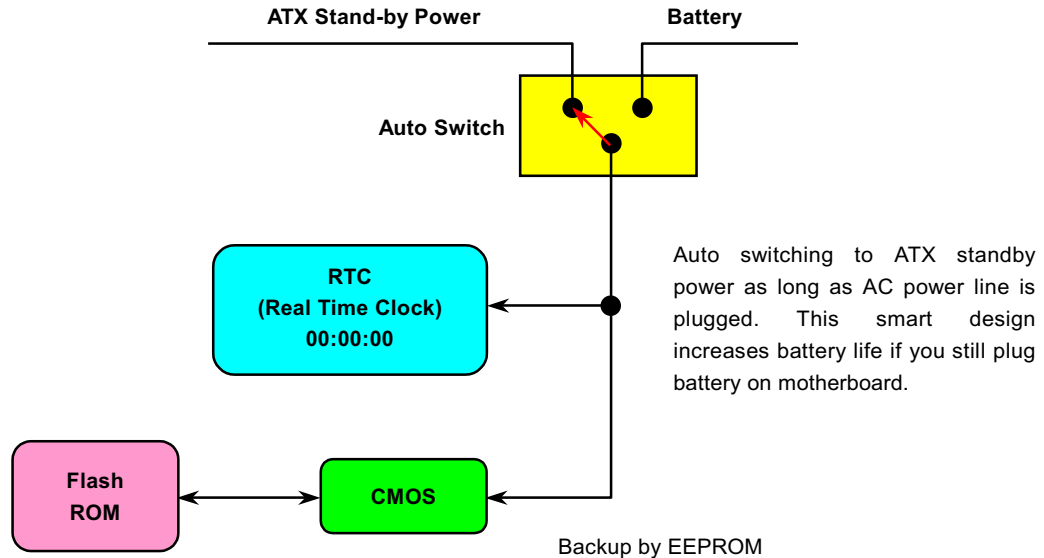 ATX Stand-by Power
Battery
Auto Switch
RTC
(Real Time Clock)
00:00:00
Auto switching to ATX standby
power as long as AC power line is
plugged. This smart design
increases battery life if you still plug
battery on motherboard.
Flash
ROM
CMOS
Backup by EEPROM